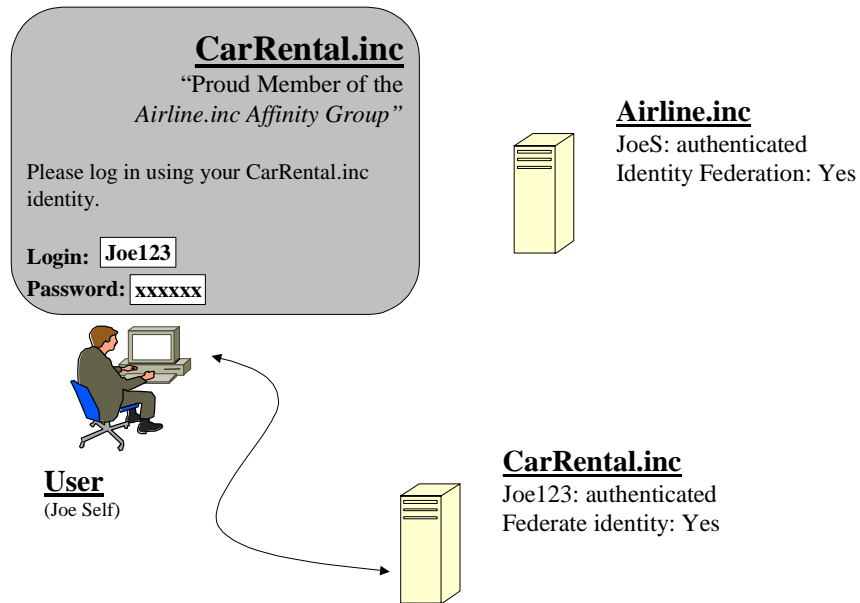 CarRental.inc
“Proud Member of the
Airline.inc Affinity Group”
Please log in using your CarRental.inc
identity.
Login: Joe123
Password: xxxxxx
Airline.inc
JoeS: authenticated
Identity Federation: Yes
User
(Joe Self)
CarRental.inc
Joe123: authenticated
Federate identity: Yes